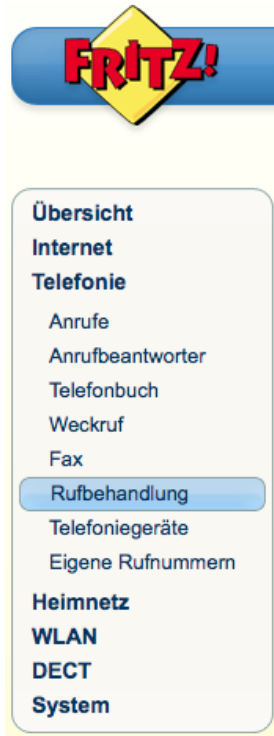 FRITZ!
Übersicht
Internet
Telefonie
Anrufe
Anrufbeantworter
Telefonbuch
Weckruf
Fax
Rufbehandlung
Telefoniegeräte
Eigene Rufnummern
Heimnetz
WLAN
DECT
System